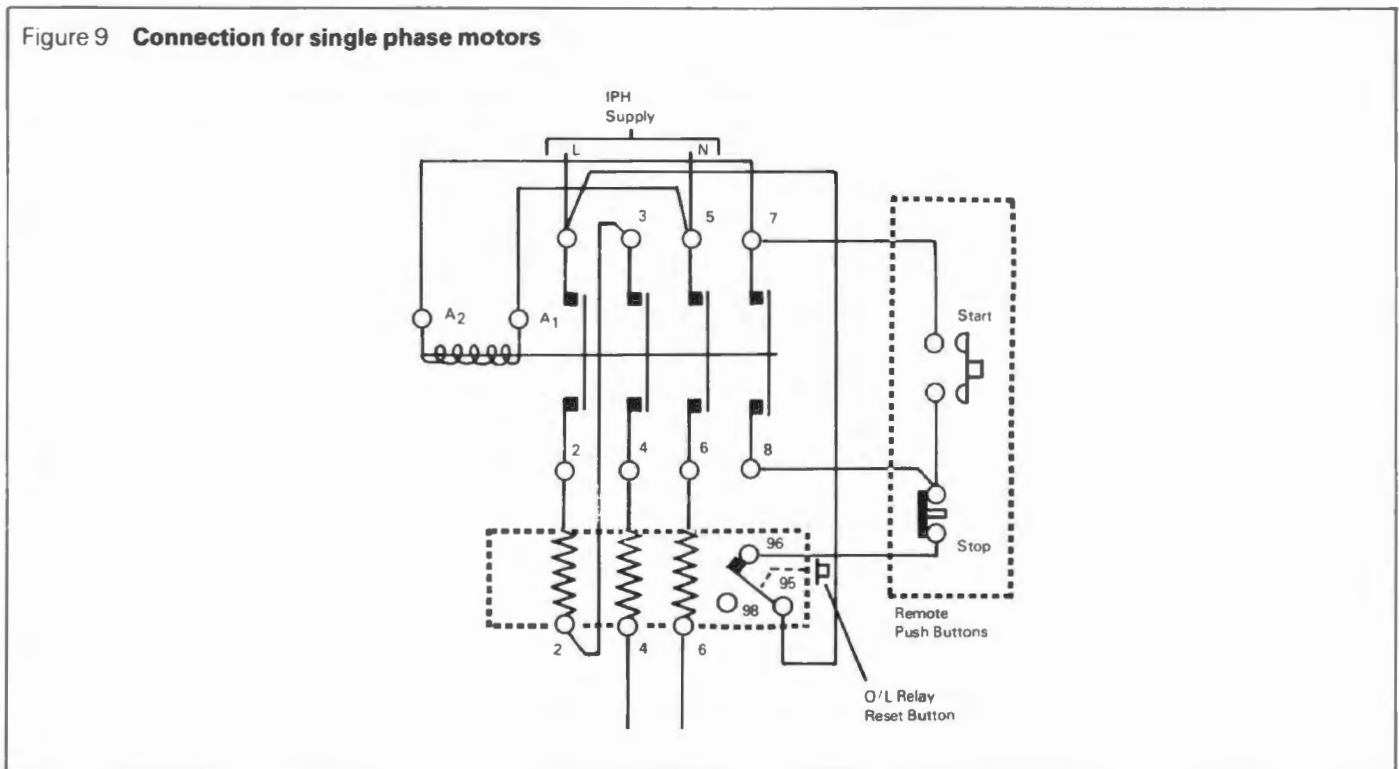 Figure 9 Connection for single phase motors
IPH
Supply
L N
3 5 7
A2 A1
Start
2 4 6 8
96
Stop
95
98
2 4 6
Remote
Push Buttons
O/L Relay
Reset Button